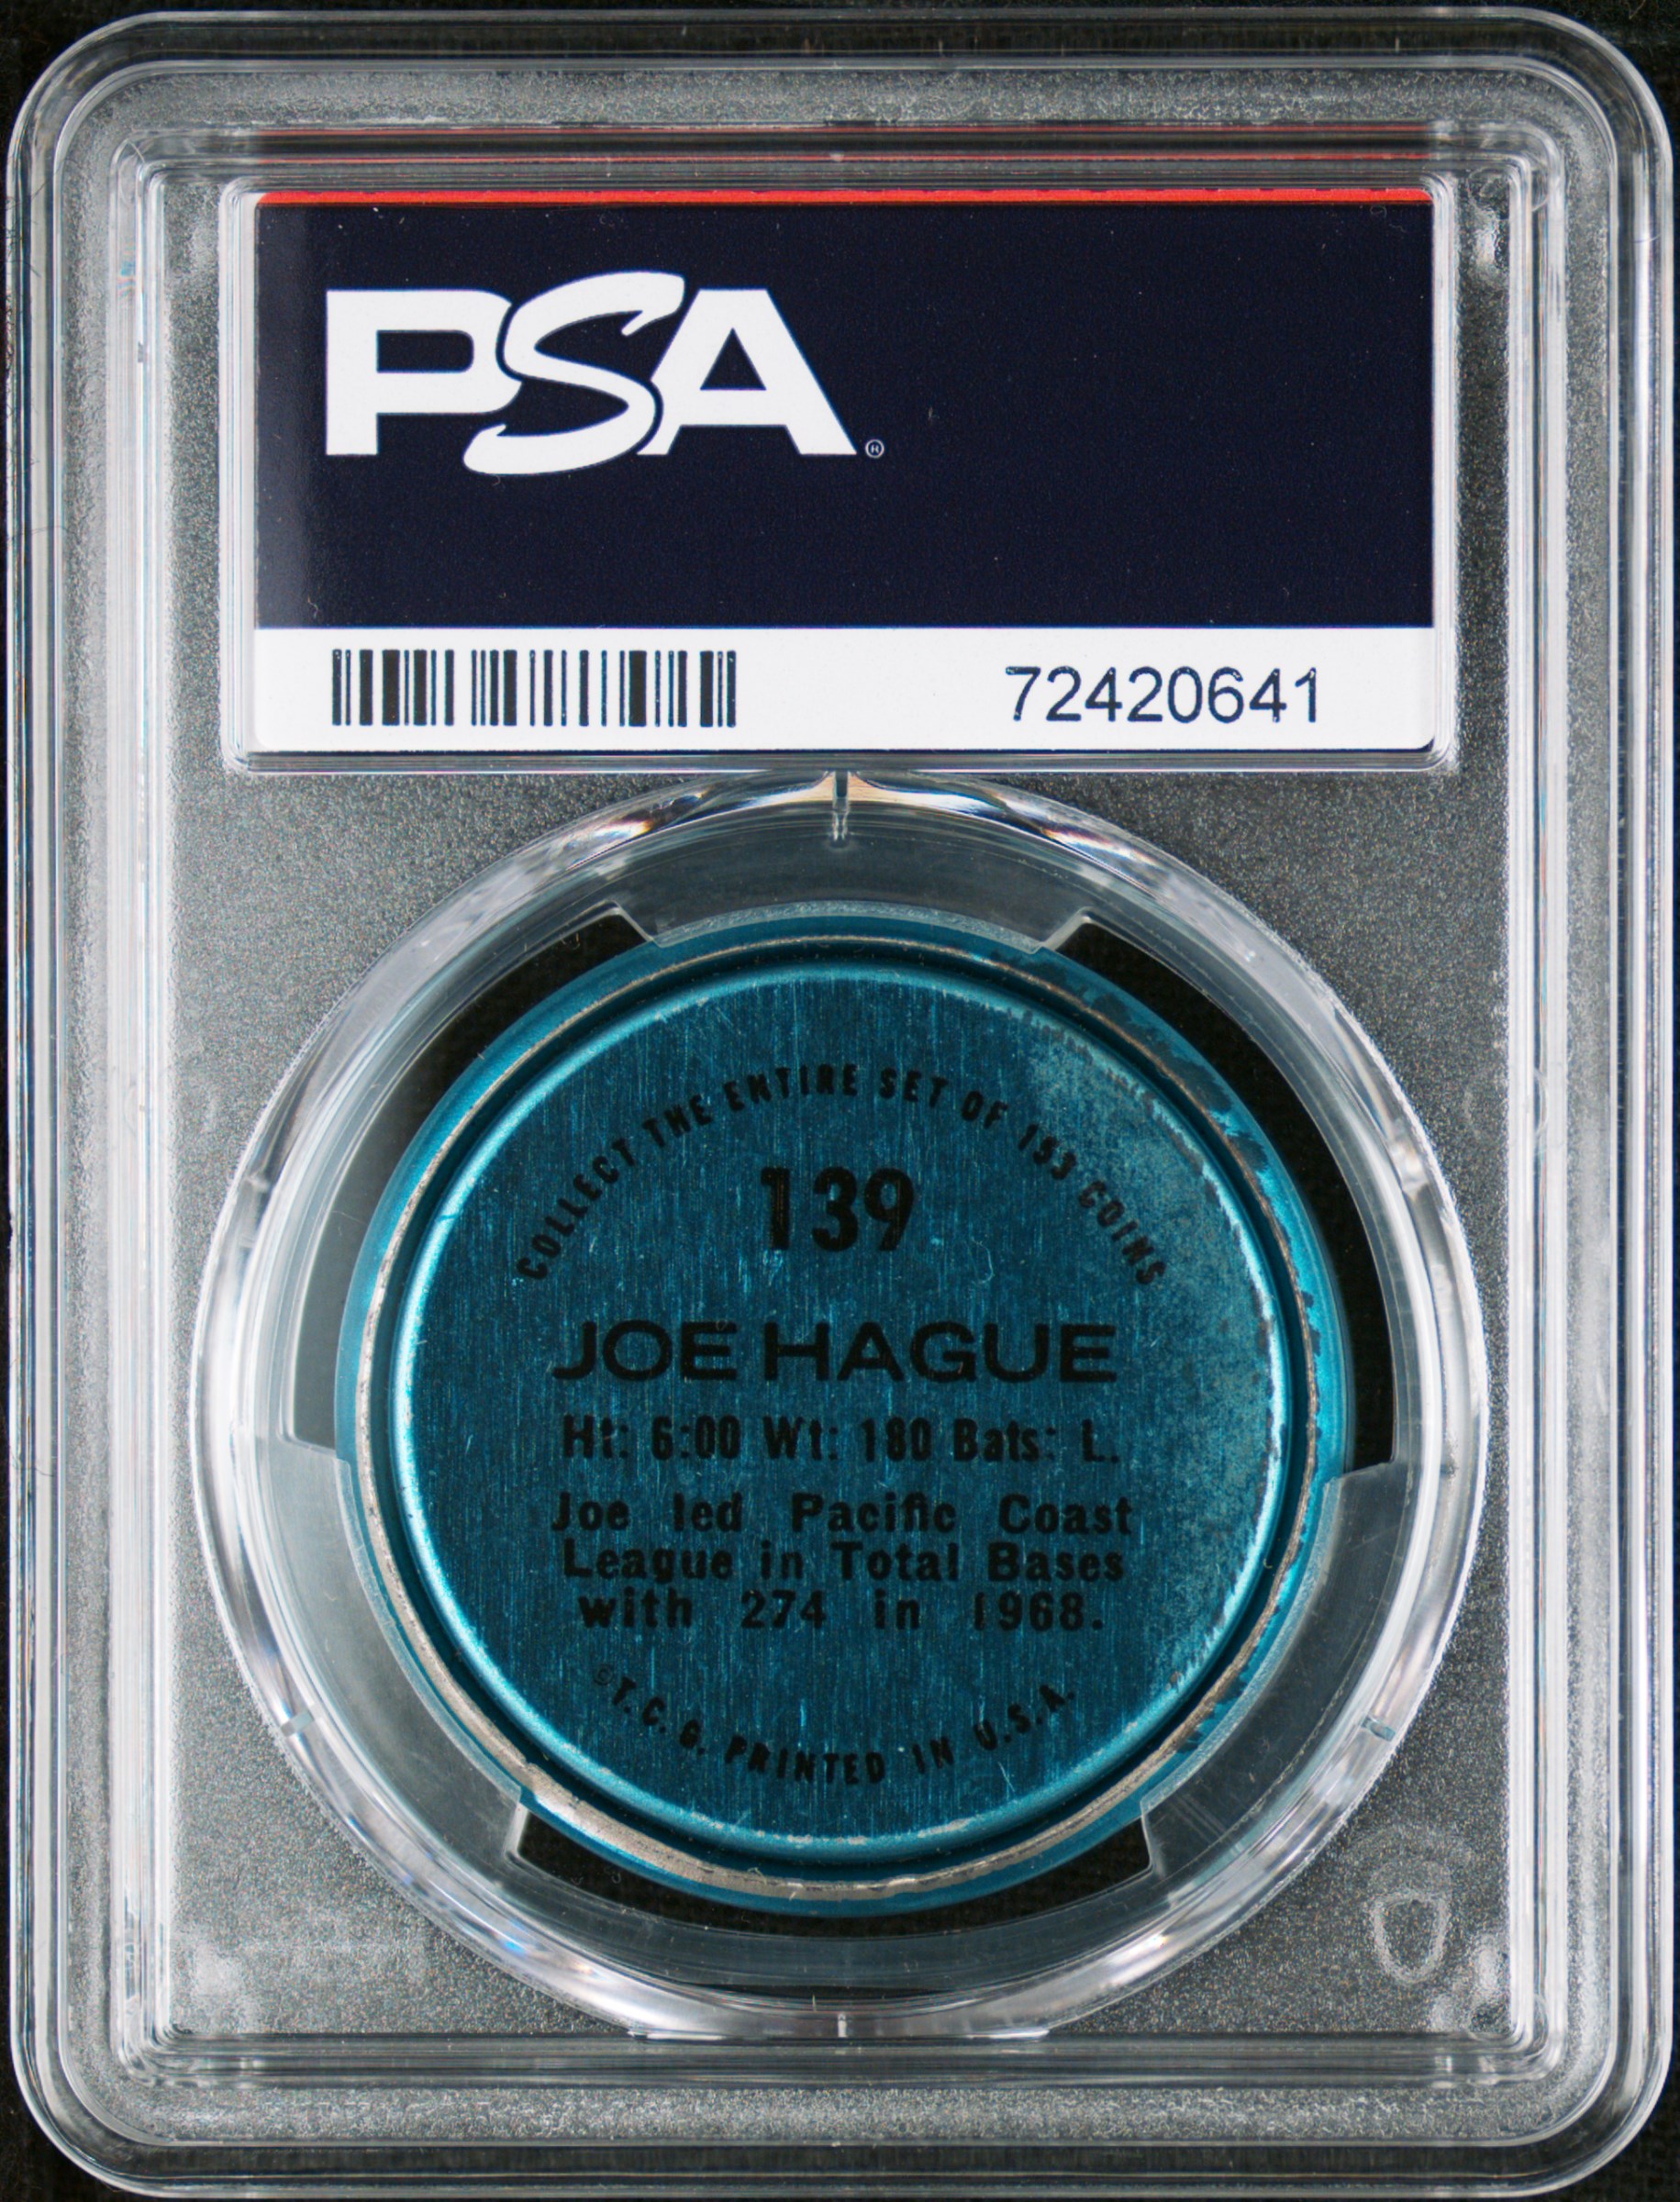 PSA®
72420641
COLLECT THE ENTIRE SET OF 153 COINS
139
JOE HAGUE
Ht: 6:00 Wt: 180 Bats: L.
Joe led Pacific Coast
League in Total Bases
with 274 in 1968.
©T.C.G. PRINTED IN U.S.A.